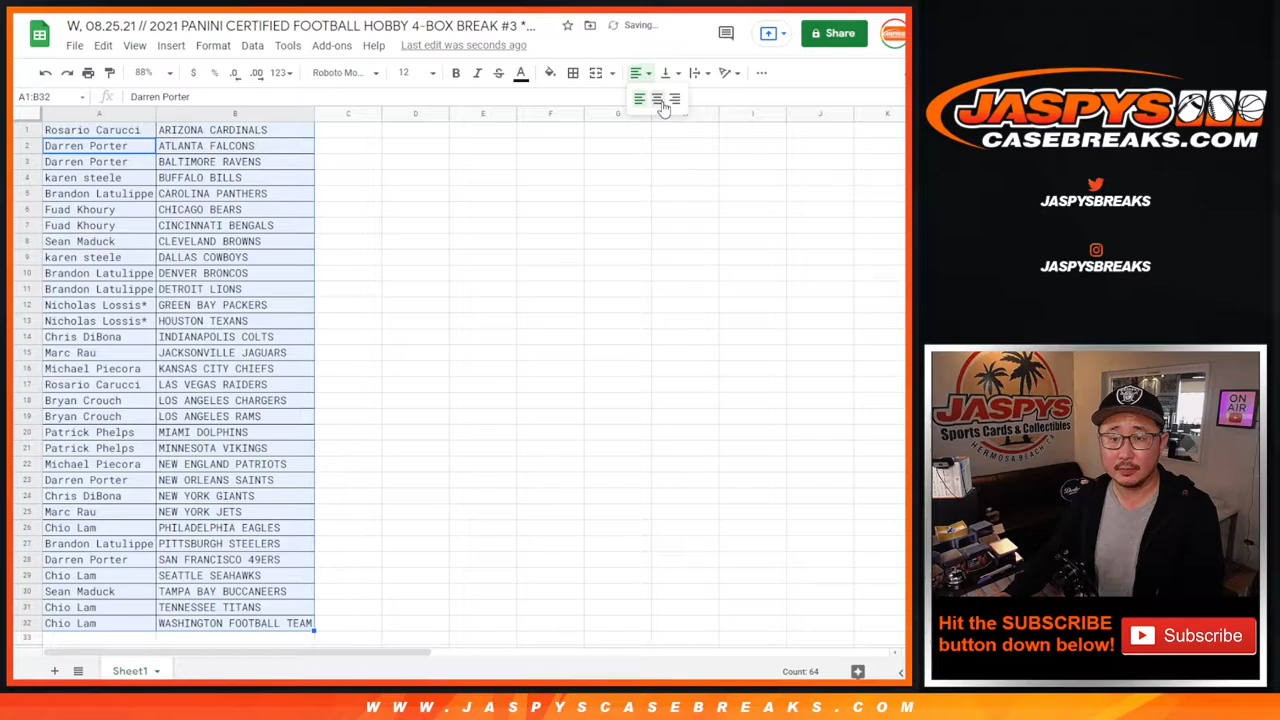 W, 08.25.21 // 2021 PANINI CERTIFIED FOOTBALL HOBBY 4-BOX BREAK #3 *...
Saving...
Share
File Edit View Insert Format Data Tools Add-ons Help Last edit was seconds ago
88% $ % .0 .00 123 Roboto Mo... 12 B I S A
A1:B32 fx Darren Porter
A B C D E F G H I J K
1 Rosario Carucci ARIZONA CARDINALS
2 Darren Porter ATLANTA FALCONS
3 Darren Porter BALTIMORE RAVENS
4 karen steele BUFFALO BILLS
5 Brandon Latulippe CAROLINA PANTHERS
6 Fuad Khoury CHICAGO BEARS
7 Fuad Khoury CINCINNATI BENGALS
8 Sean Maduck CLEVELAND BROWNS
9 karen steele DALLAS COWBOYS
10 Brandon Latulippe DENVER BRONCOS
11 Brandon Latulippe DETROIT LIONS
12 Nicholas Lossis* GREEN BAY PACKERS
13 Nicholas Lossis* HOUSTON TEXANS
14 Chris DiBona INDIANAPOLIS COLTS
15 Marc Rau JACKSONVILLE JAGUARS
16 Michael Piecora KANSAS CITY CHIEFS
17 Rosario Carucci LAS VEGAS RAIDERS
18 Bryan Crouch LOS ANGELES CHARGERS
19 Bryan Crouch LOS ANGELES RAMS
20 Patrick Phelps MIAMI DOLPHINS
21 Patrick Phelps MINNESOTA VIKINGS
22 Michael Piecora NEW ENGLAND PATRIOTS
23 Darren Porter NEW ORLEANS SAINTS
24 Chris DiBona NEW YORK GIANTS
25 Marc Rau NEW YORK JETS
26 Chio Lam PHILADELPHIA EAGLES
27 Brandon Latulippe PITTSBURGH STEELERS
28 Darren Porter SAN FRANCISCO 49ERS
29 Chio Lam SEATTLE SEAHAWKS
30 Sean Maduck TAMPA BAY BUCCANEERS
31 Chio Lam TENNESSEE TITANS
32 Chio Lam WASHINGTON FOOTBALL TEAM
33
Sheet1
Count: 64
JASPYS
CASEBREAKS.COM
JASPYSBREAKS
JASPYSBREAKS
JASPYS
Sports Cards & Collectibles
HERMOSA BEACH, CA
ON AIR
Hit the SUBSCRIBE
button down below!
Subscribe
WWW.JASPYSCASEBREAKS.COM